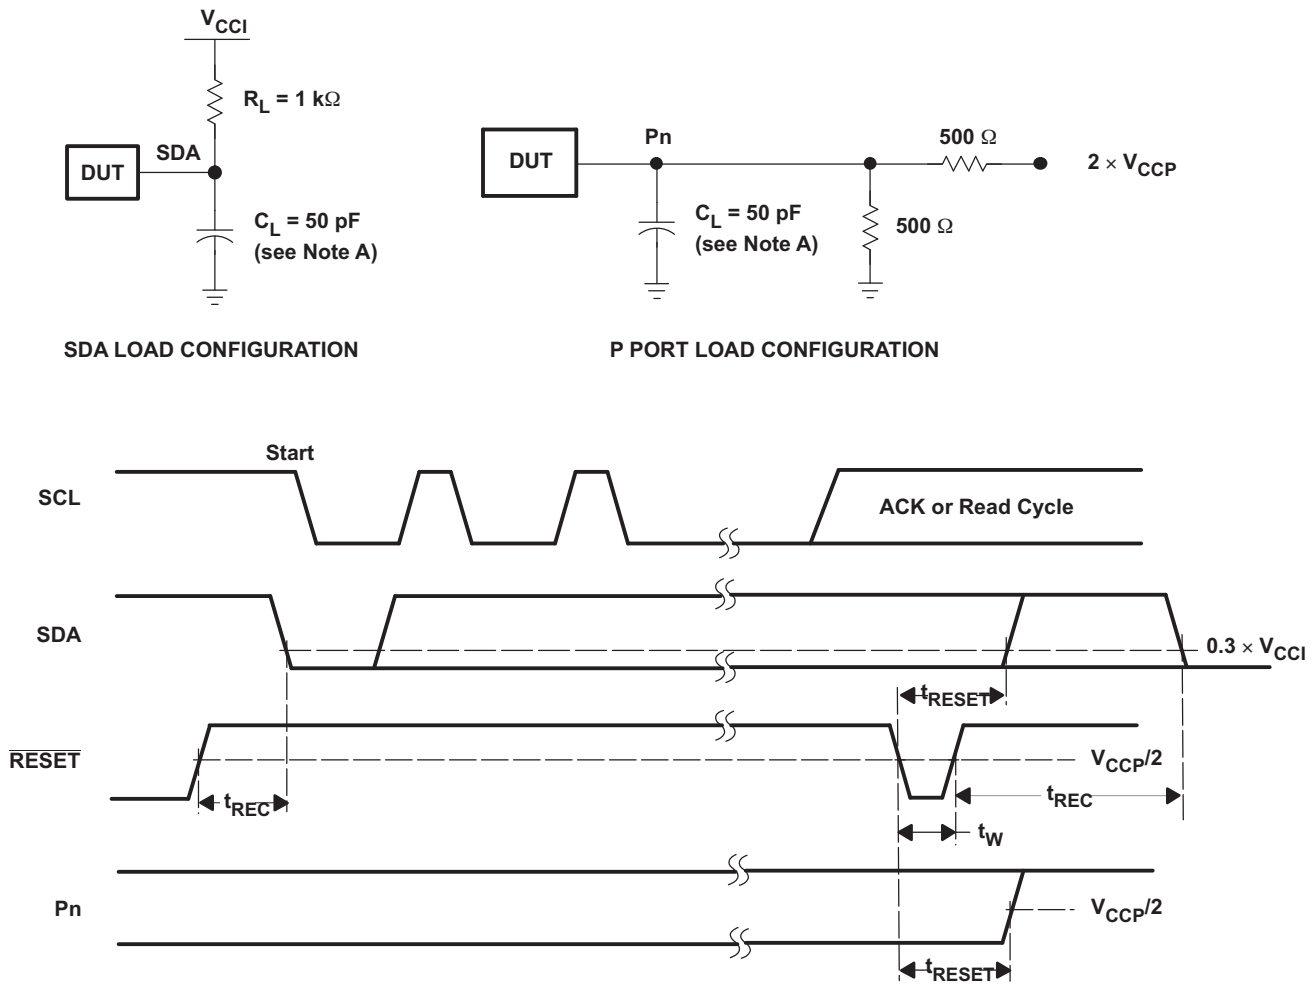 VCCI
RL = 1 kΩ
DUT
SDA
CL = 50 pF
(see Note A)
SDA LOAD CONFIGURATION
DUT
Pn
500 Ω
2 × VCCP
CL = 50 pF
(see Note A)
500 Ω
P PORT LOAD CONFIGURATION
Start
SCL
ACK or Read Cycle
SDA
0.3 × VCCI
tRESET
RESET
VCCP/2
tREC
tREC
tW
Pn
VCCP/2
tRESET